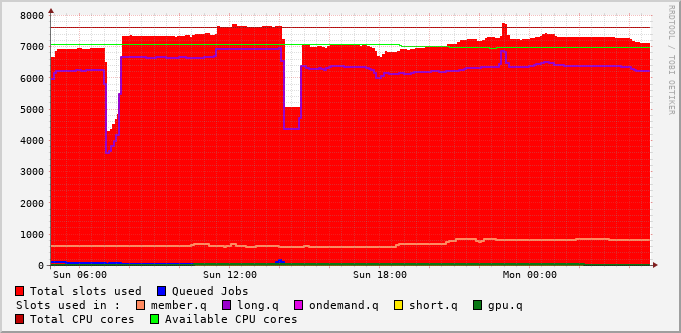 8000
7000
6000
5000
4000
3000
2000
1000
0
Sun 06:00 Sun 12:00 Sun 18:00 Mon 00:00
RRDTOOL / TOBI OETIKER
Total slots used Queued Jobs
Slots used in : member.q long.q ondemand.q short.q gpu.q
Total CPU cores Available CPU cores